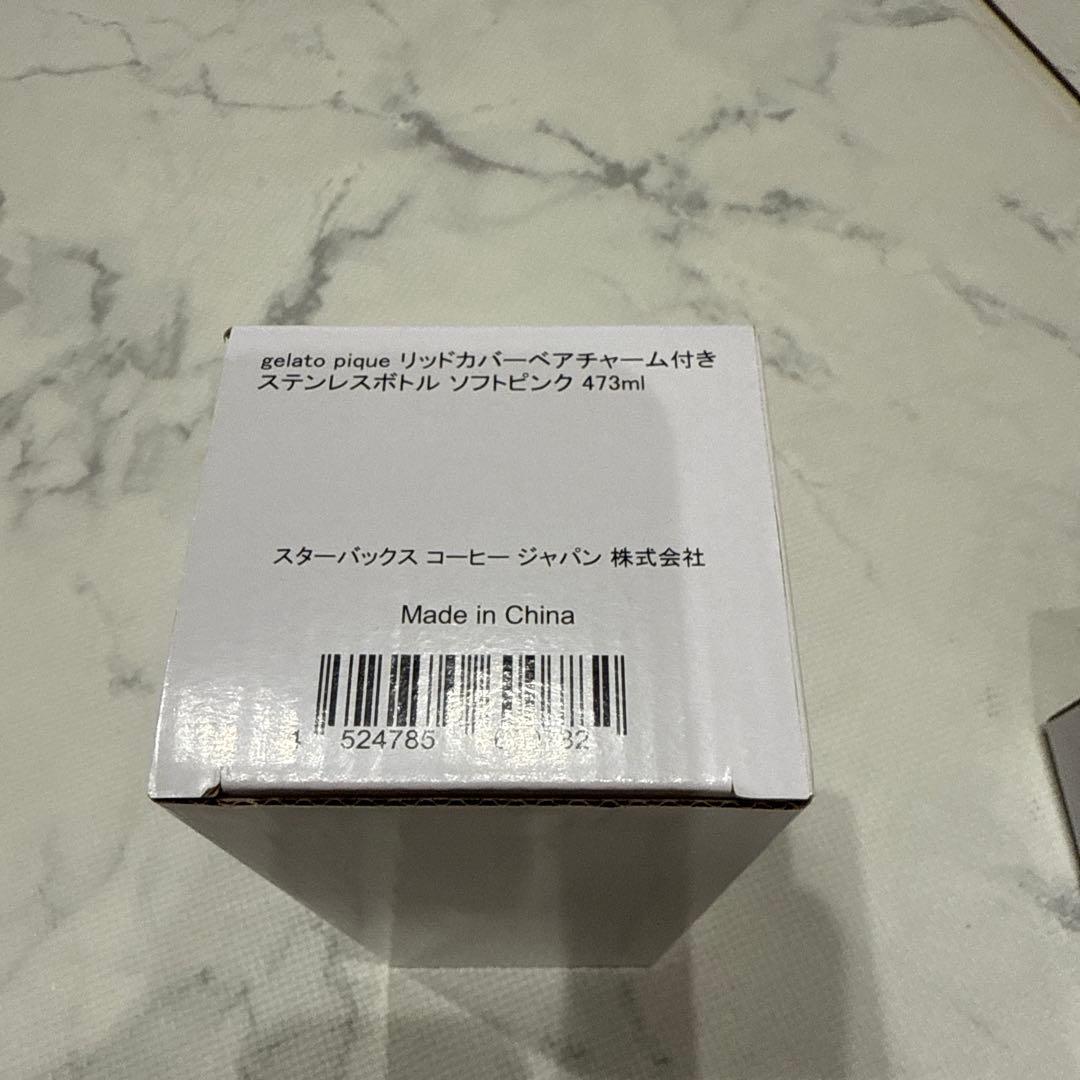 gelato pique リッドカバーベアチャーム付き
ステンレスボトル ソフトピンク 473ml
スターバックス コーヒー ジャパン 株式会社
Made in China
524785